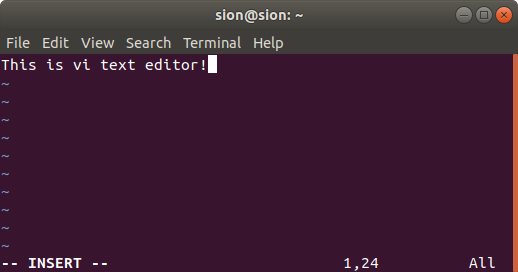 sion@sion: ~
File Edit View Search Terminal Help
This is vi text editor!
~
~
~
~
~
~
~
~
~
~
-- INSERT -- 1,24 All